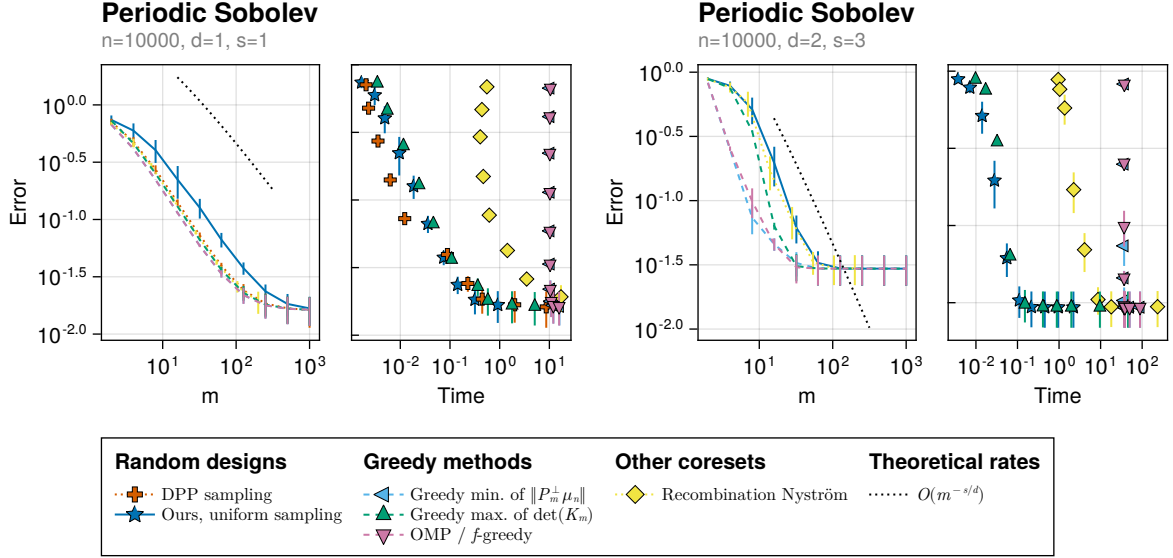 Periodic Sobolev
n=10000, d=1, s=1
Error
10^0.0
10^-0.5
10^-1.0
10^-1.5
10^-2.0
10^1 10^2 10^3
m
10^-2 10^-1 10^0 10^1
Time
Periodic Sobolev
n=10000, d=2, s=3
Error
10^0.0
10^-0.5
10^-1.0
10^-1.5
10^-2.0
10^1 10^2 10^3
m
10^-2 10^-1 10^0 10^1 10^2
Time
Random designs
DPP sampling
Ours, uniform sampling
Greedy methods
Greedy min. of ‖P_m^⊥ μ_n‖
Greedy max. of det(K_m)
OMP / f-greedy
Other coresets
Recombination Nyström
Theoretical rates
O(m^-s/d)